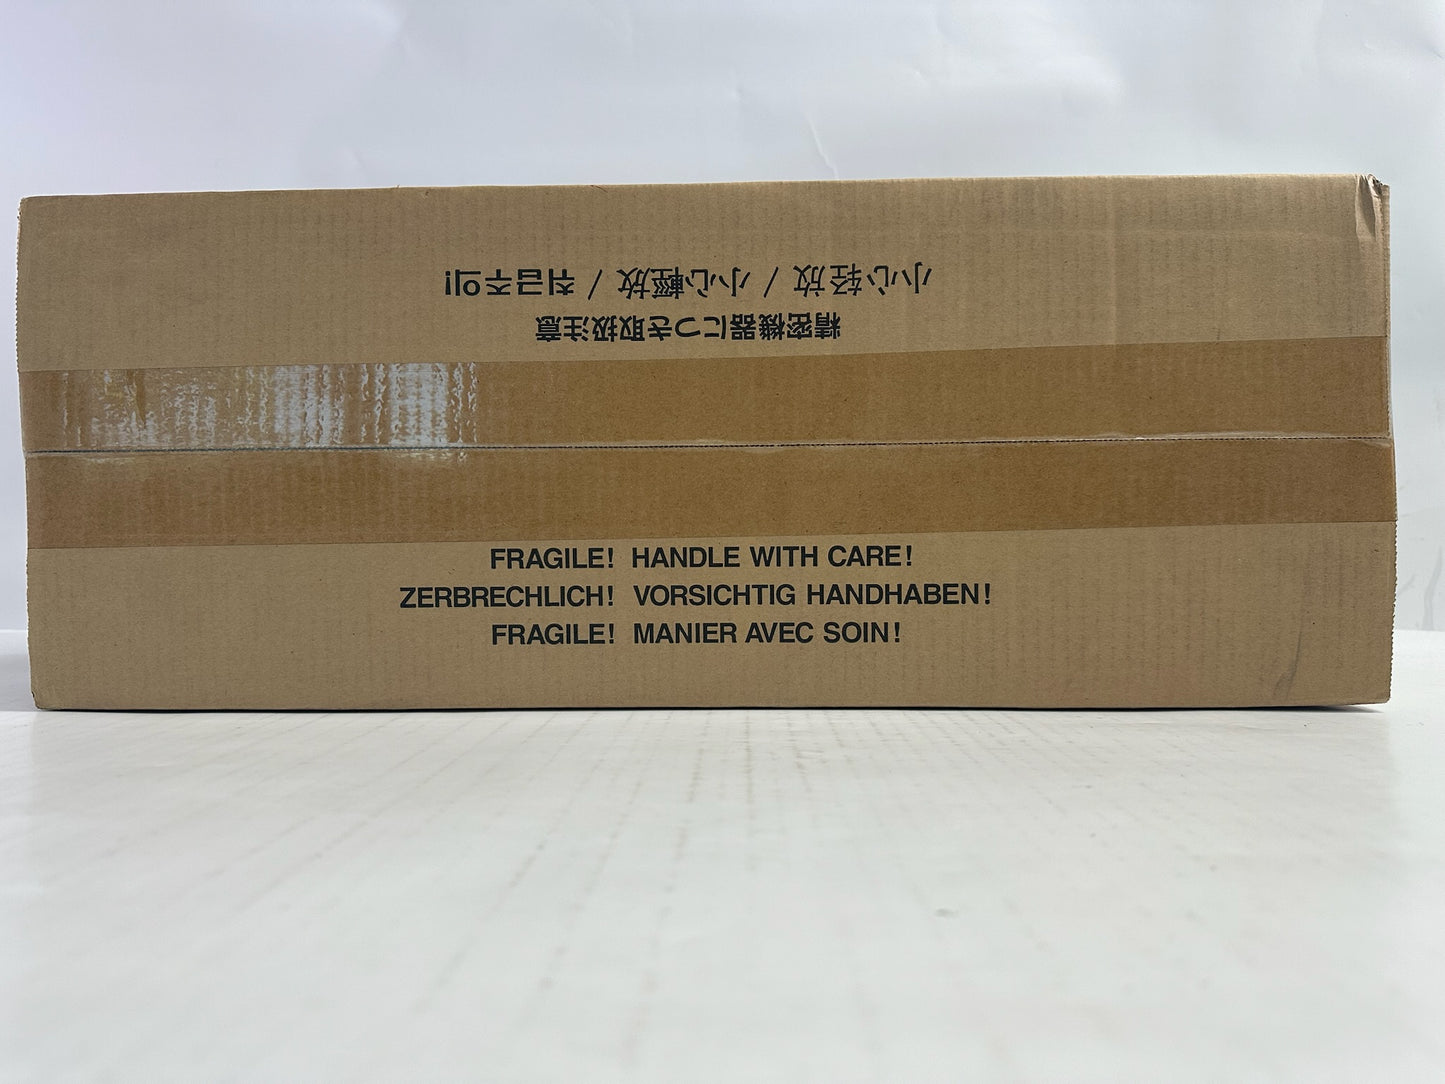 精密機器につき取扱注意
小心轻放 / 小心輕放 / 취급주의!
FRAGILE! HANDLE WITH CARE!
ZERBRECHLICH! VORSICHTIG HANDHABEN!
FRAGILE! MANIER AVEC SOIN!